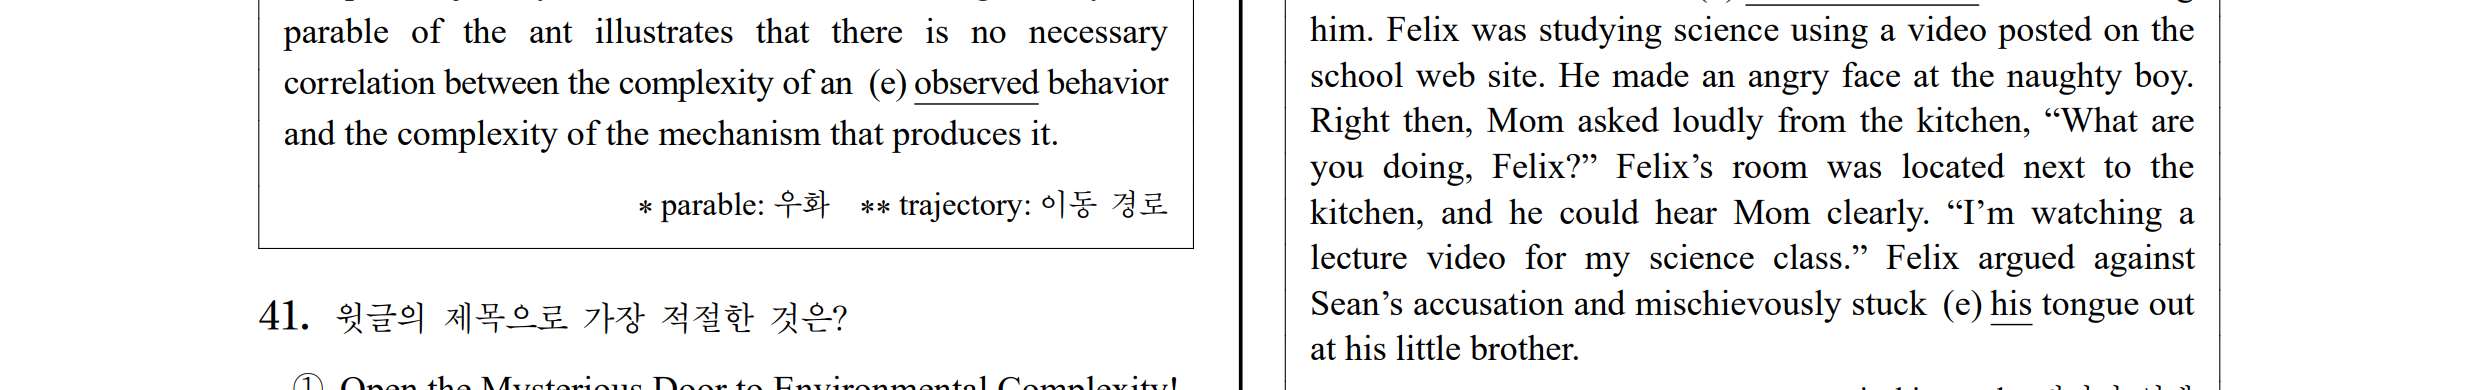 parable of the ant illustrates that there is no necessary
correlation between the complexity of an (e) observed behavior
and the complexity of the mechanism that produces it.
* parable: 우화 ** trajectory: 이동 경로
41. 윗글의 제목으로 가장 적절한 것은?
① Open the Mysterious Door to Environmental Complexity!
him. Felix was studying science using a video posted on the
school web site. He made an angry face at the naughty boy.
Right then, Mom asked loudly from the kitchen, “What are
you doing, Felix?” Felix’s room was located next to the
kitchen, and he could hear Mom clearly. “I’m watching a
lecture video for my science class.” Felix argued against
Sean’s accusation and mischievously stuck (e) his tongue out
at his little brother.